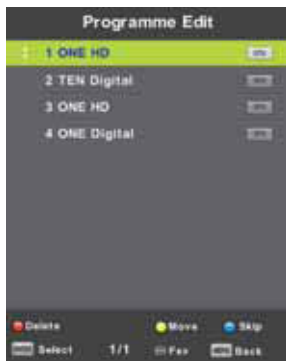 Programme Edit
1 ONE HD
2 TEN Digital
3 ONE HD
4 ONE Digital
Delete Move Skip
Select 1/1 Fav Back